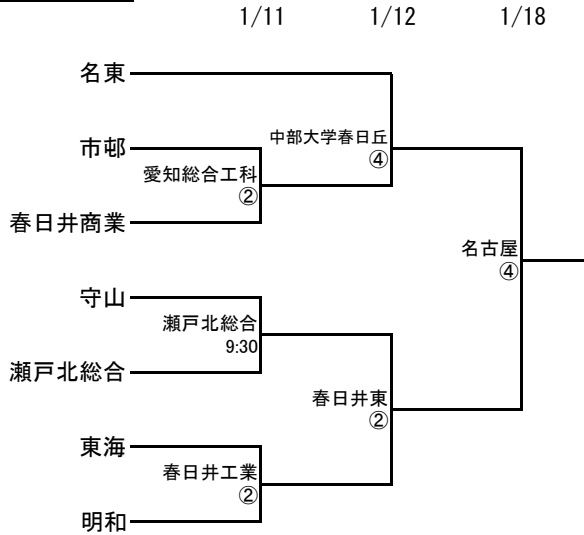 1/11 1/12 1/18
名東
中部大学春日丘
④
市邨
愛知総合工科
②
春日井商業
名古屋
④
守山
瀬戸北総合
9:30
瀬戸北総合
春日井東
②
東海
春日井工業
②
明和